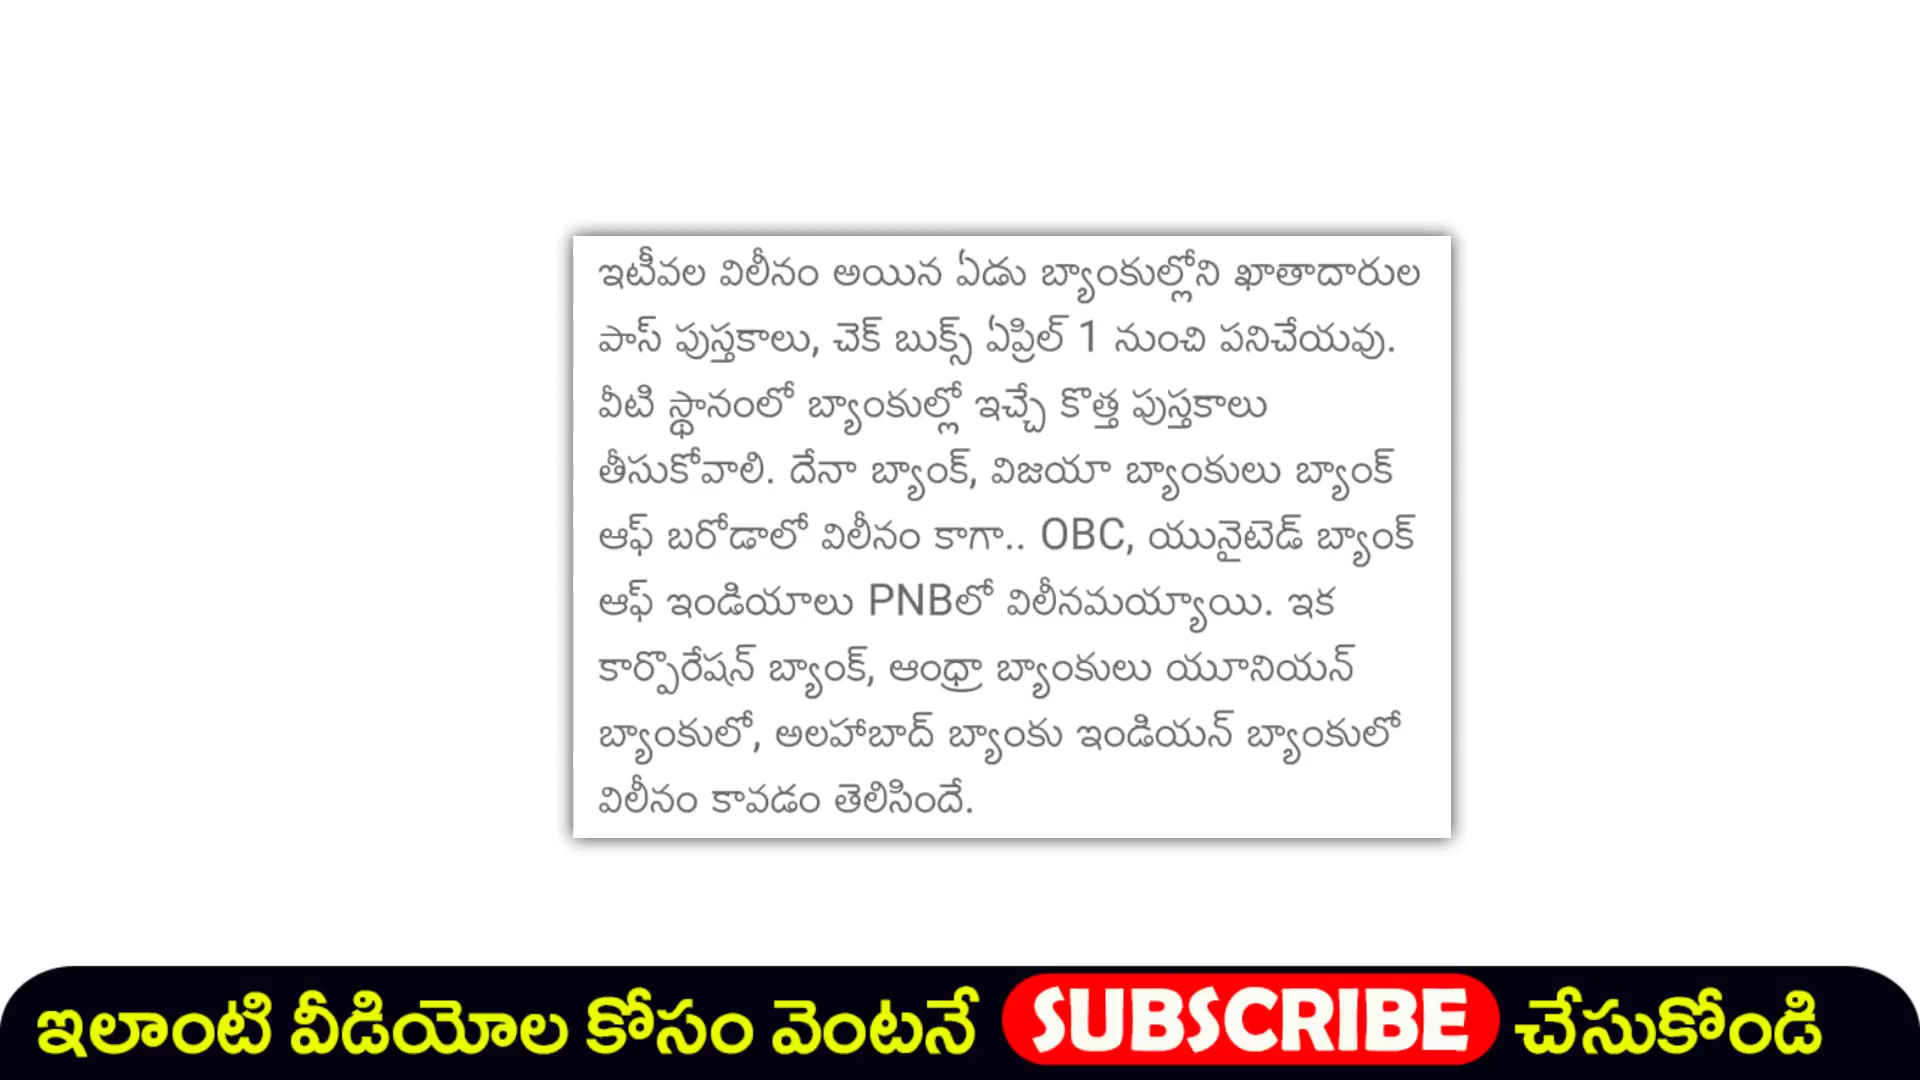 ఇటీవల విలీనం అయిన ఏడు బ్యాంకుల్లోని ఖాతాదారుల
పాస్ పుస్తకాలు, చెక్ బుక్స్ ఏప్రిల్ 1 నుంచి పనిచేయవు.
వీటి స్థానంలో బ్యాంకుల్లో ఇచ్చే కొత్త పుస్తకాలు
తీసుకోవాలి. దేనా బ్యాంక్, విజయా బ్యాంకులు బ్యాంక్
ఆఫ్ బరోడాలో విలీనం కాగా.. OBC, యునైటెడ్ బ్యాంక్
ఆఫ్ ఇండియాలు PNBలో విలీనమయ్యాయి. ఇక
కార్పొరేషన్ బ్యాంక్, ఆంధ్రా బ్యాంకులు యూనియన్
బ్యాంకులో, అలహాబాద్ బ్యాంకు ఇండియన్ బ్యాంకులో
విలీనం కావడం తెలిసిందే.
ఇలాంటి వీడియోల కోసం వెంటనే SUBSCRIBE చేసుకోండి